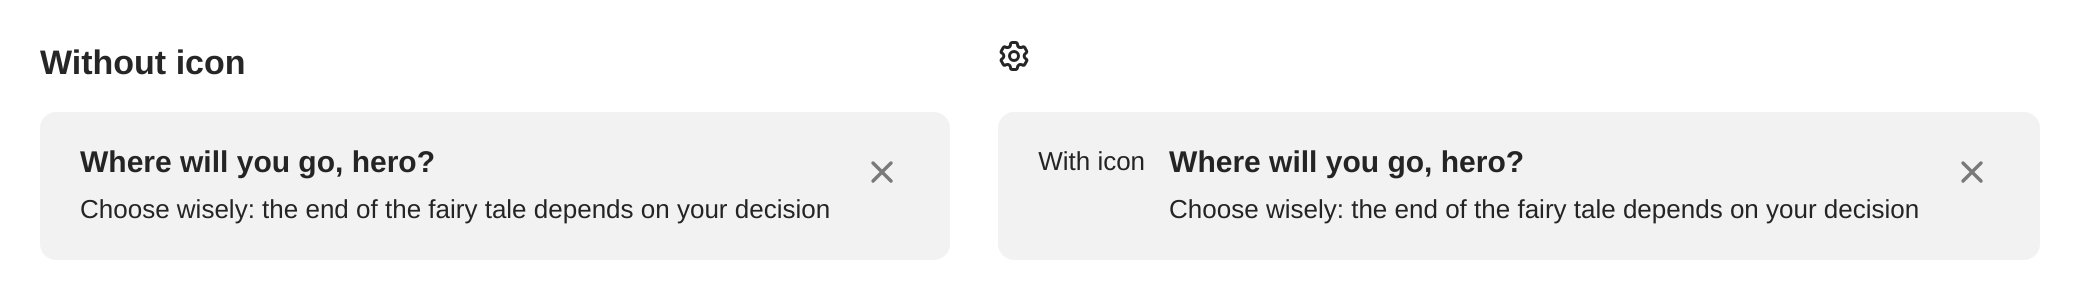 Without icon
Where will you go, hero?
Choose wisely: the end of the fairy tale depends on your decision
With icon
Where will you go, hero?
Choose wisely: the end of the fairy tale depends on your decision